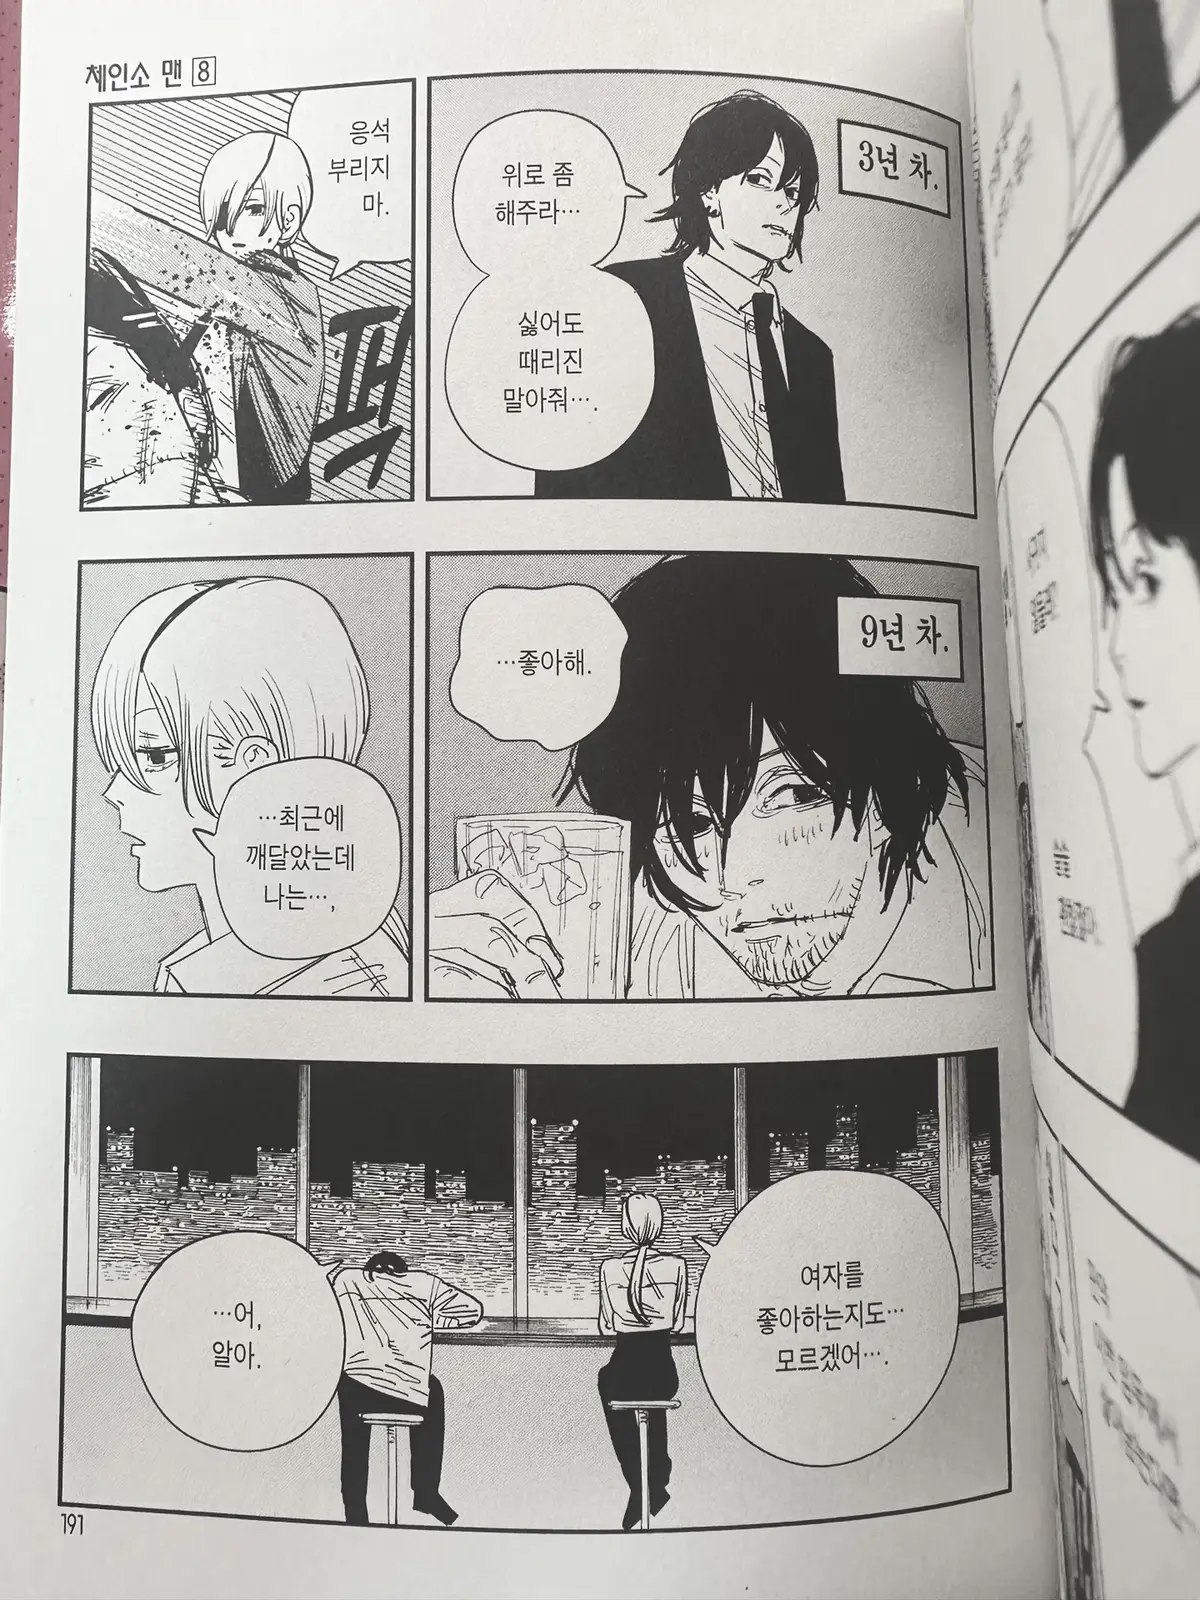 체인소 맨 8
3년 차.
위로 좀
해주라…
싫어도
때리진
말아줘….
응석
부리지
마.
퍽
9년 차.
…좋아해.
…최근에
깨달았는데
나는…,
여자를
좋아하는지도…
모르겠어….
…어,
알아.
191